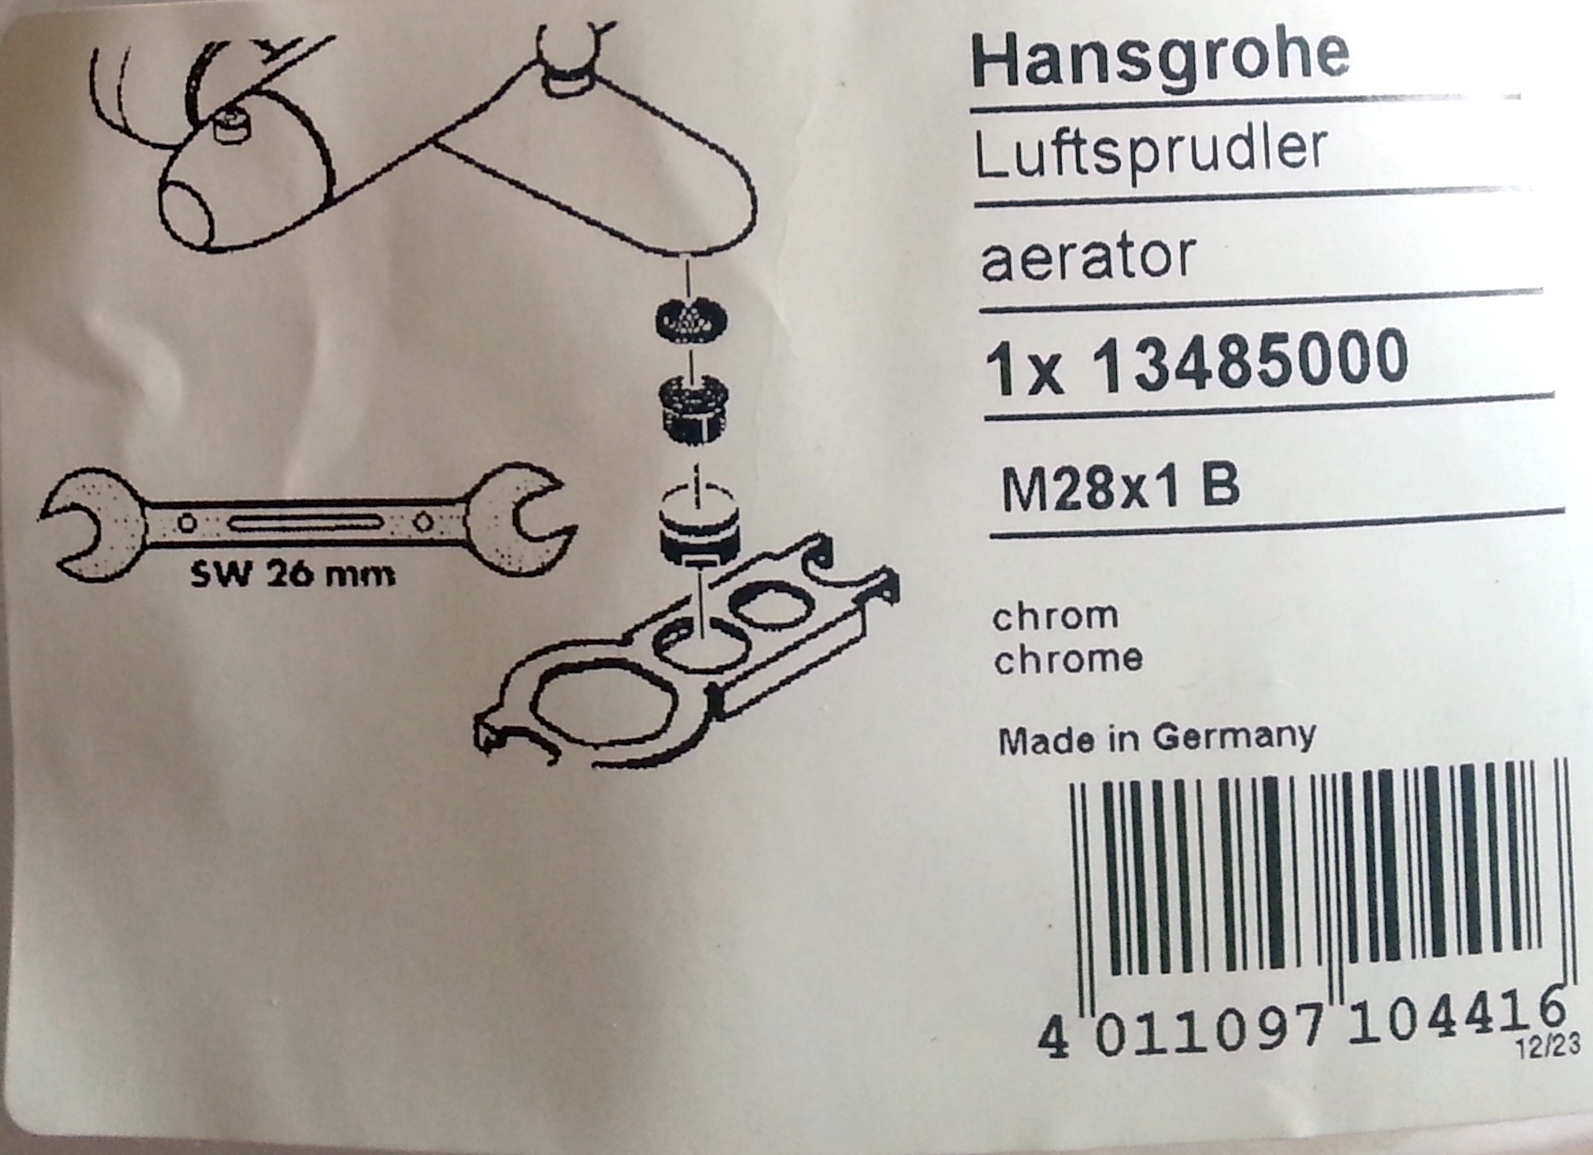 Hansgrohe
Luftsprudler
aerator
1x 13485000
M28x1 B
SW 26 mm
chrom
chrome
Made in Germany
4 011097 104416
12/23